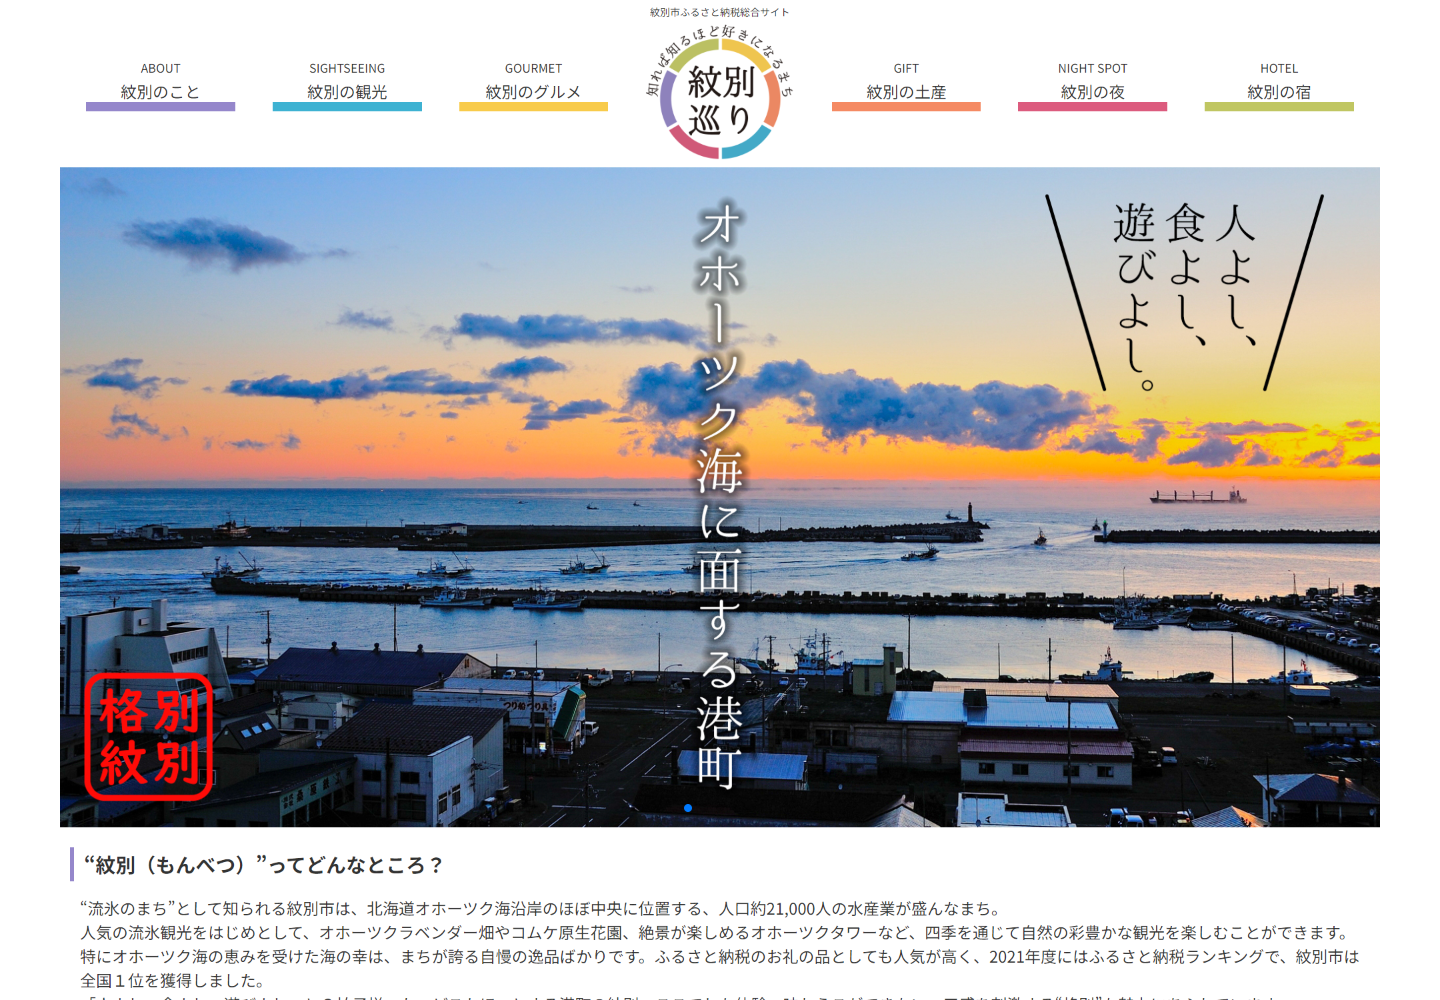 紋別市ふるさと納税総合サイト
知れば知るほど好きになるまち
紋別
巡り
ABOUT
紋別のこと
SIGHTSEEING
紋別の観光
GOURMET
紋別のグルメ
GIFT
紋別の土産
NIGHT SPOT
紋別の夜
HOTEL
紋別の宿
人よし、
食よし、
遊びよし。
オホーツク海に面する港町
格別
紋別
“紋別（もんべつ）”ってどんなところ？
“流氷のまち”として知られる紋別市は、北海道オホーツク海沿岸のほぼ中央に位置する、人口約21,000人の水産業が盛んなまち。
人気の流氷観光をはじめとして、オホーツクラベンダー畑やコムケ原生花園、絶景が楽しめるオホーツクタワーなど、四季を通じて自然の彩豊かな観光を楽しむことができます。
特にオホーツク海の恵みを受けた海の幸は、まちが誇る自慢の逸品ばかりです。ふるさと納税のお礼の品としても人気が高く、2021年度にはふるさと納税ランキングで、紋別市は
全国１位を獲得しました。